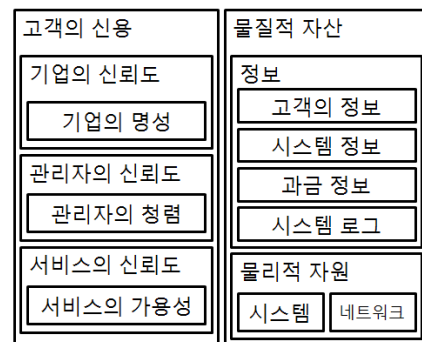 고객의 신용
기업의 신뢰도
기업의 명성
관리자의 신뢰도
관리자의 청렴
서비스의 신뢰도
서비스의 가용성
물질적 자산
정보
고객의 정보
시스템 정보
과금 정보
시스템 로그
물리적 자원
시스템
네트워크